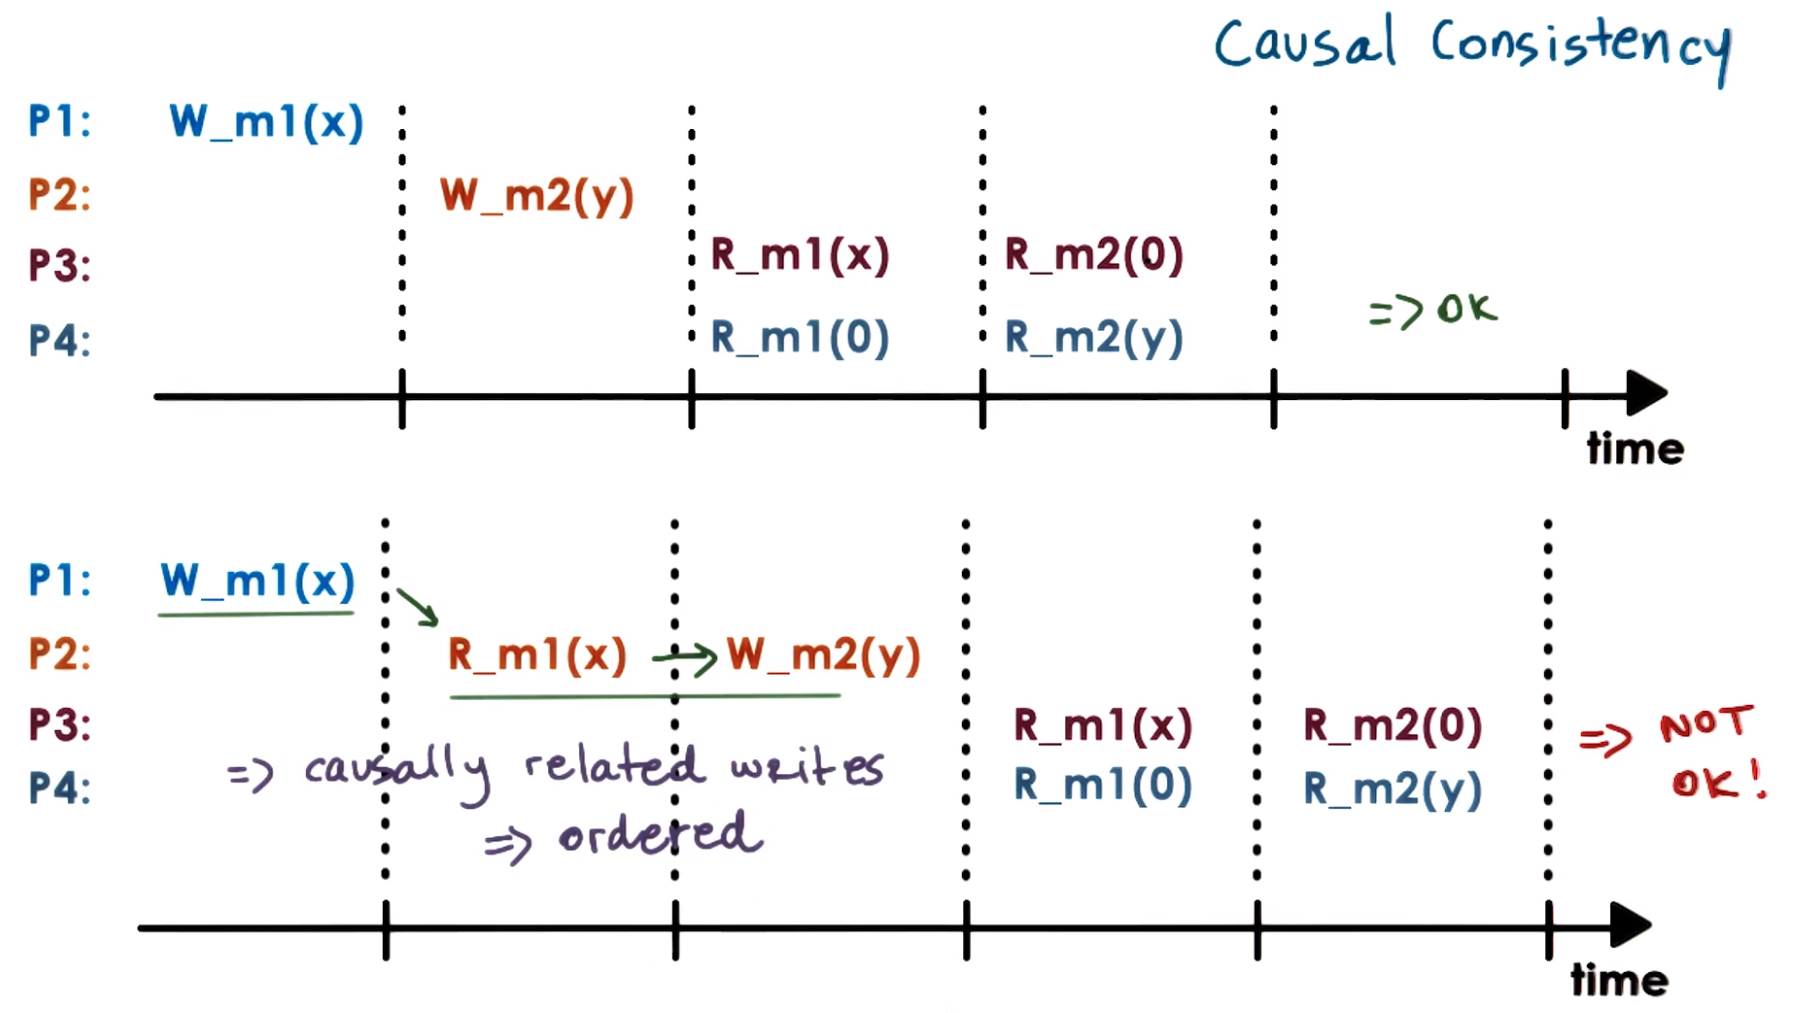 Causal Consistency
P1: W_m1(x)
P2: W_m2(y)
P3: R_m1(x) R_m2(0)
P4: R_m1(0) R_m2(y)
=> OK
time
P1: W_m1(x)
P2: R_m1(x) → W_m2(y)
P3: R_m1(x) R_m2(0)
P4: R_m1(0) R_m2(y)
=> causally related writes
=> ordered
=> NOT
OK!
time